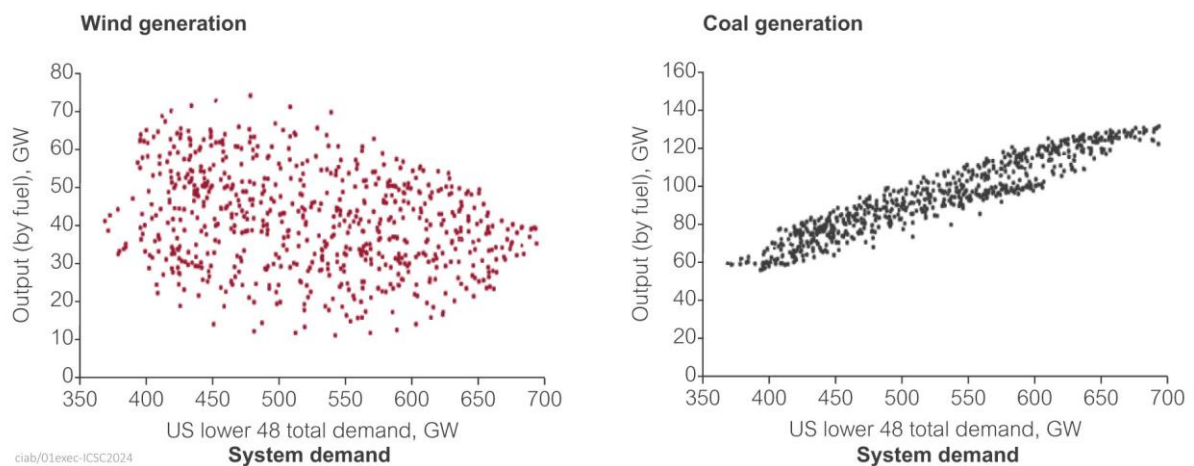 Wind generation
Output (by fuel), GW
80
70
60
50
40
30
20
10
0
350 400 450 500 550 600 650 700
US lower 48 total demand, GW
System demand
ciab/01exec-ICSC2024
Coal generation
Output (by fuel), GW
160
140
120
100
80
60
40
20
0
350 400 450 500 550 600 650 700
US lower 48 total demand, GW
System demand